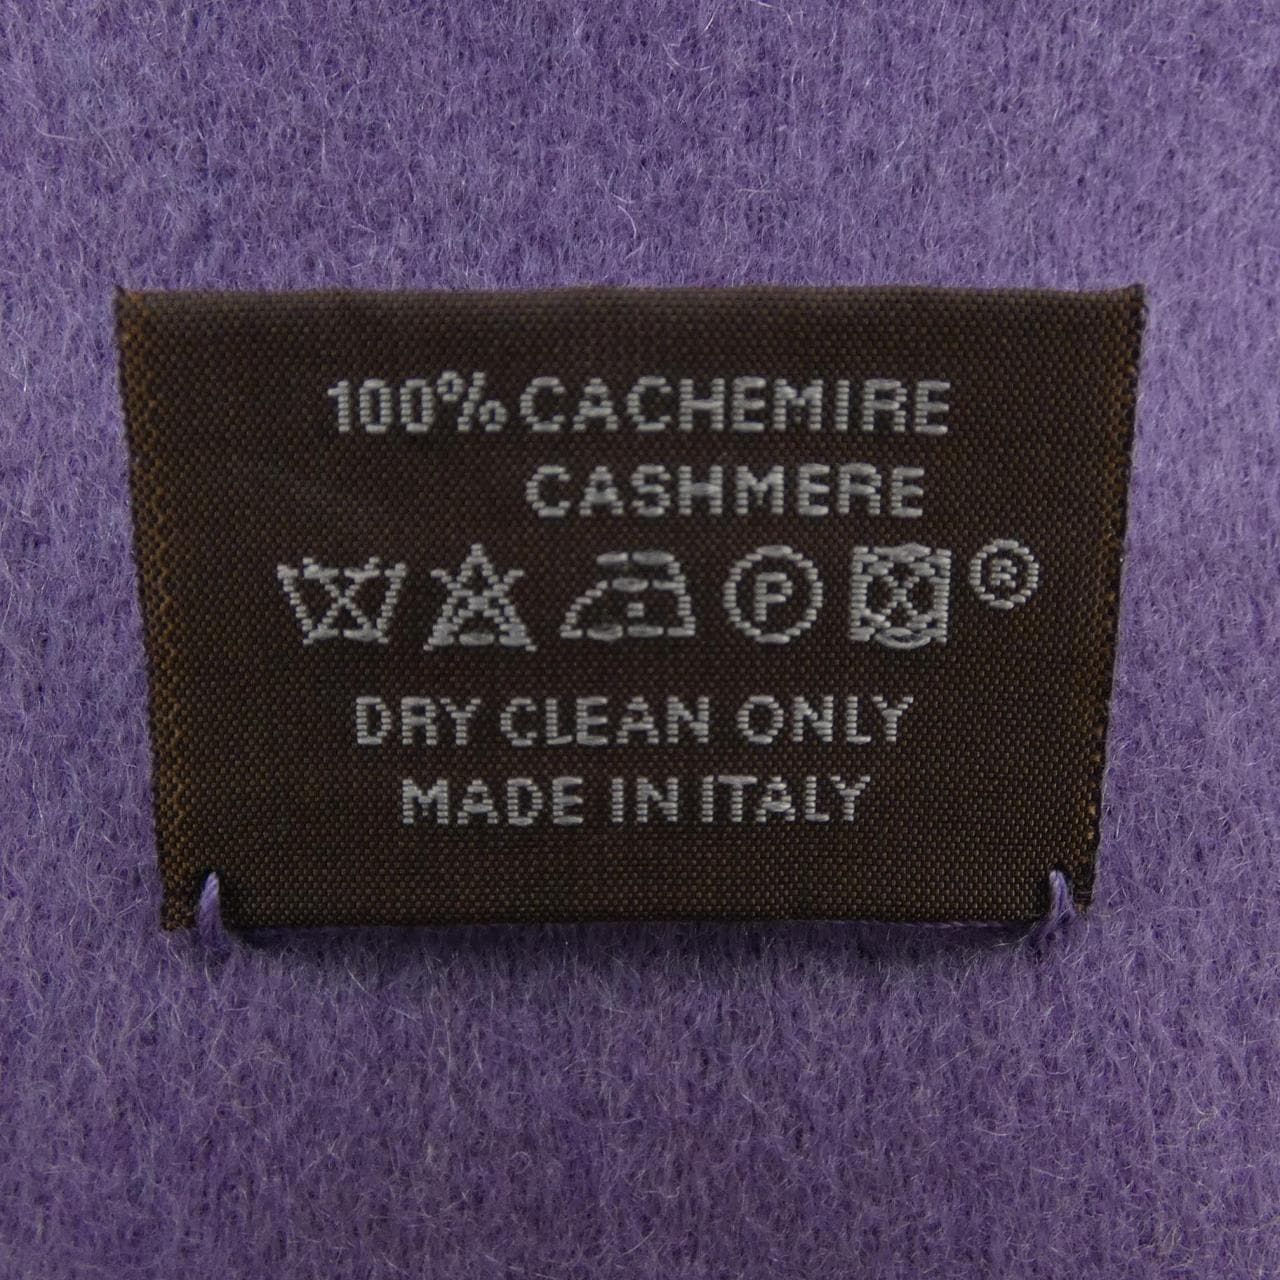 100% CACHEMIRE
CASHMERE
P ®
DRY CLEAN ONLY
MADE IN ITALY